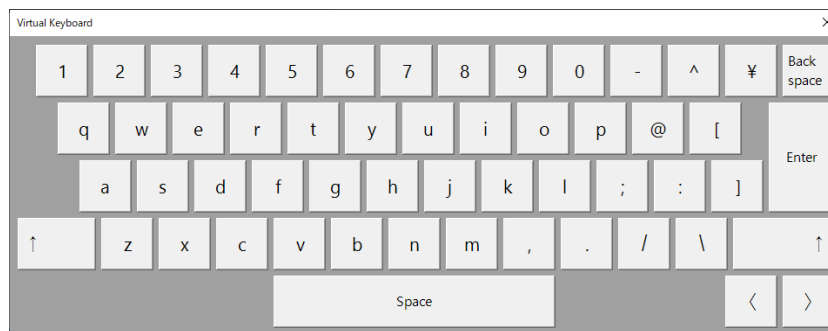 Virtual Keyboard ×
1 2 3 4 5 6 7 8 9 0 - ^ ¥ Back space
q w e r t y u i o p @ [ Enter
a s d f g h j k l ; : ]
↑ z x c v b n m , . / \ ↑
Space 〈 〉